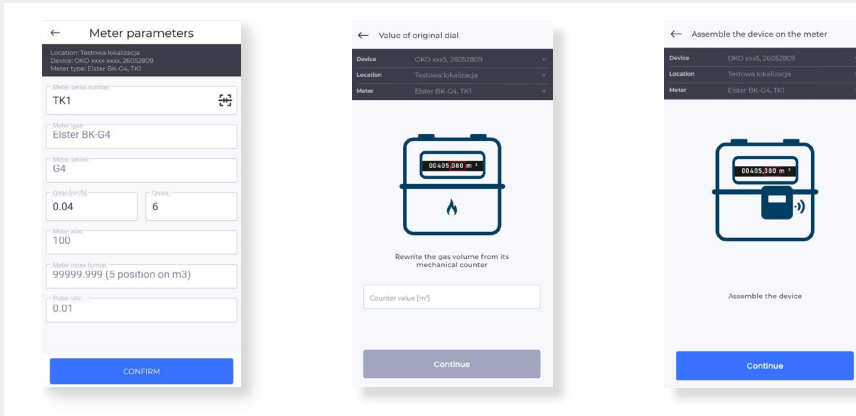 ← Meter parameters
Location: Testowa lokalizacja
Device: OKO xxxx-xxxx, 26052809
Meter type: Elster BK-G4, TK1
Meter serial number
TK1
Meter type
Elster BK-G4
Meter series
G4
Qmin [m³/h]
0.04
Qmax
6
Meter size
100
Meter index format
99999.999 (5 position on m3)
Pulse rate
0.01
CONFIRM
← Value of original dial
Device OKO xxx5, 26052809
Location Testowa lokalizacja
Meter Elster BK-G4, TK1
00405,080 m³
Rewrite the gas volume from its
mechanical counter
Counter value [m³]
Continue
← Assemble the device on the meter
Device OKO xxx5, 26052809
Location Testowa lokalizacja
Meter Elster BK-G4, TK1
00405,080 m³
Assemble the device
Continue